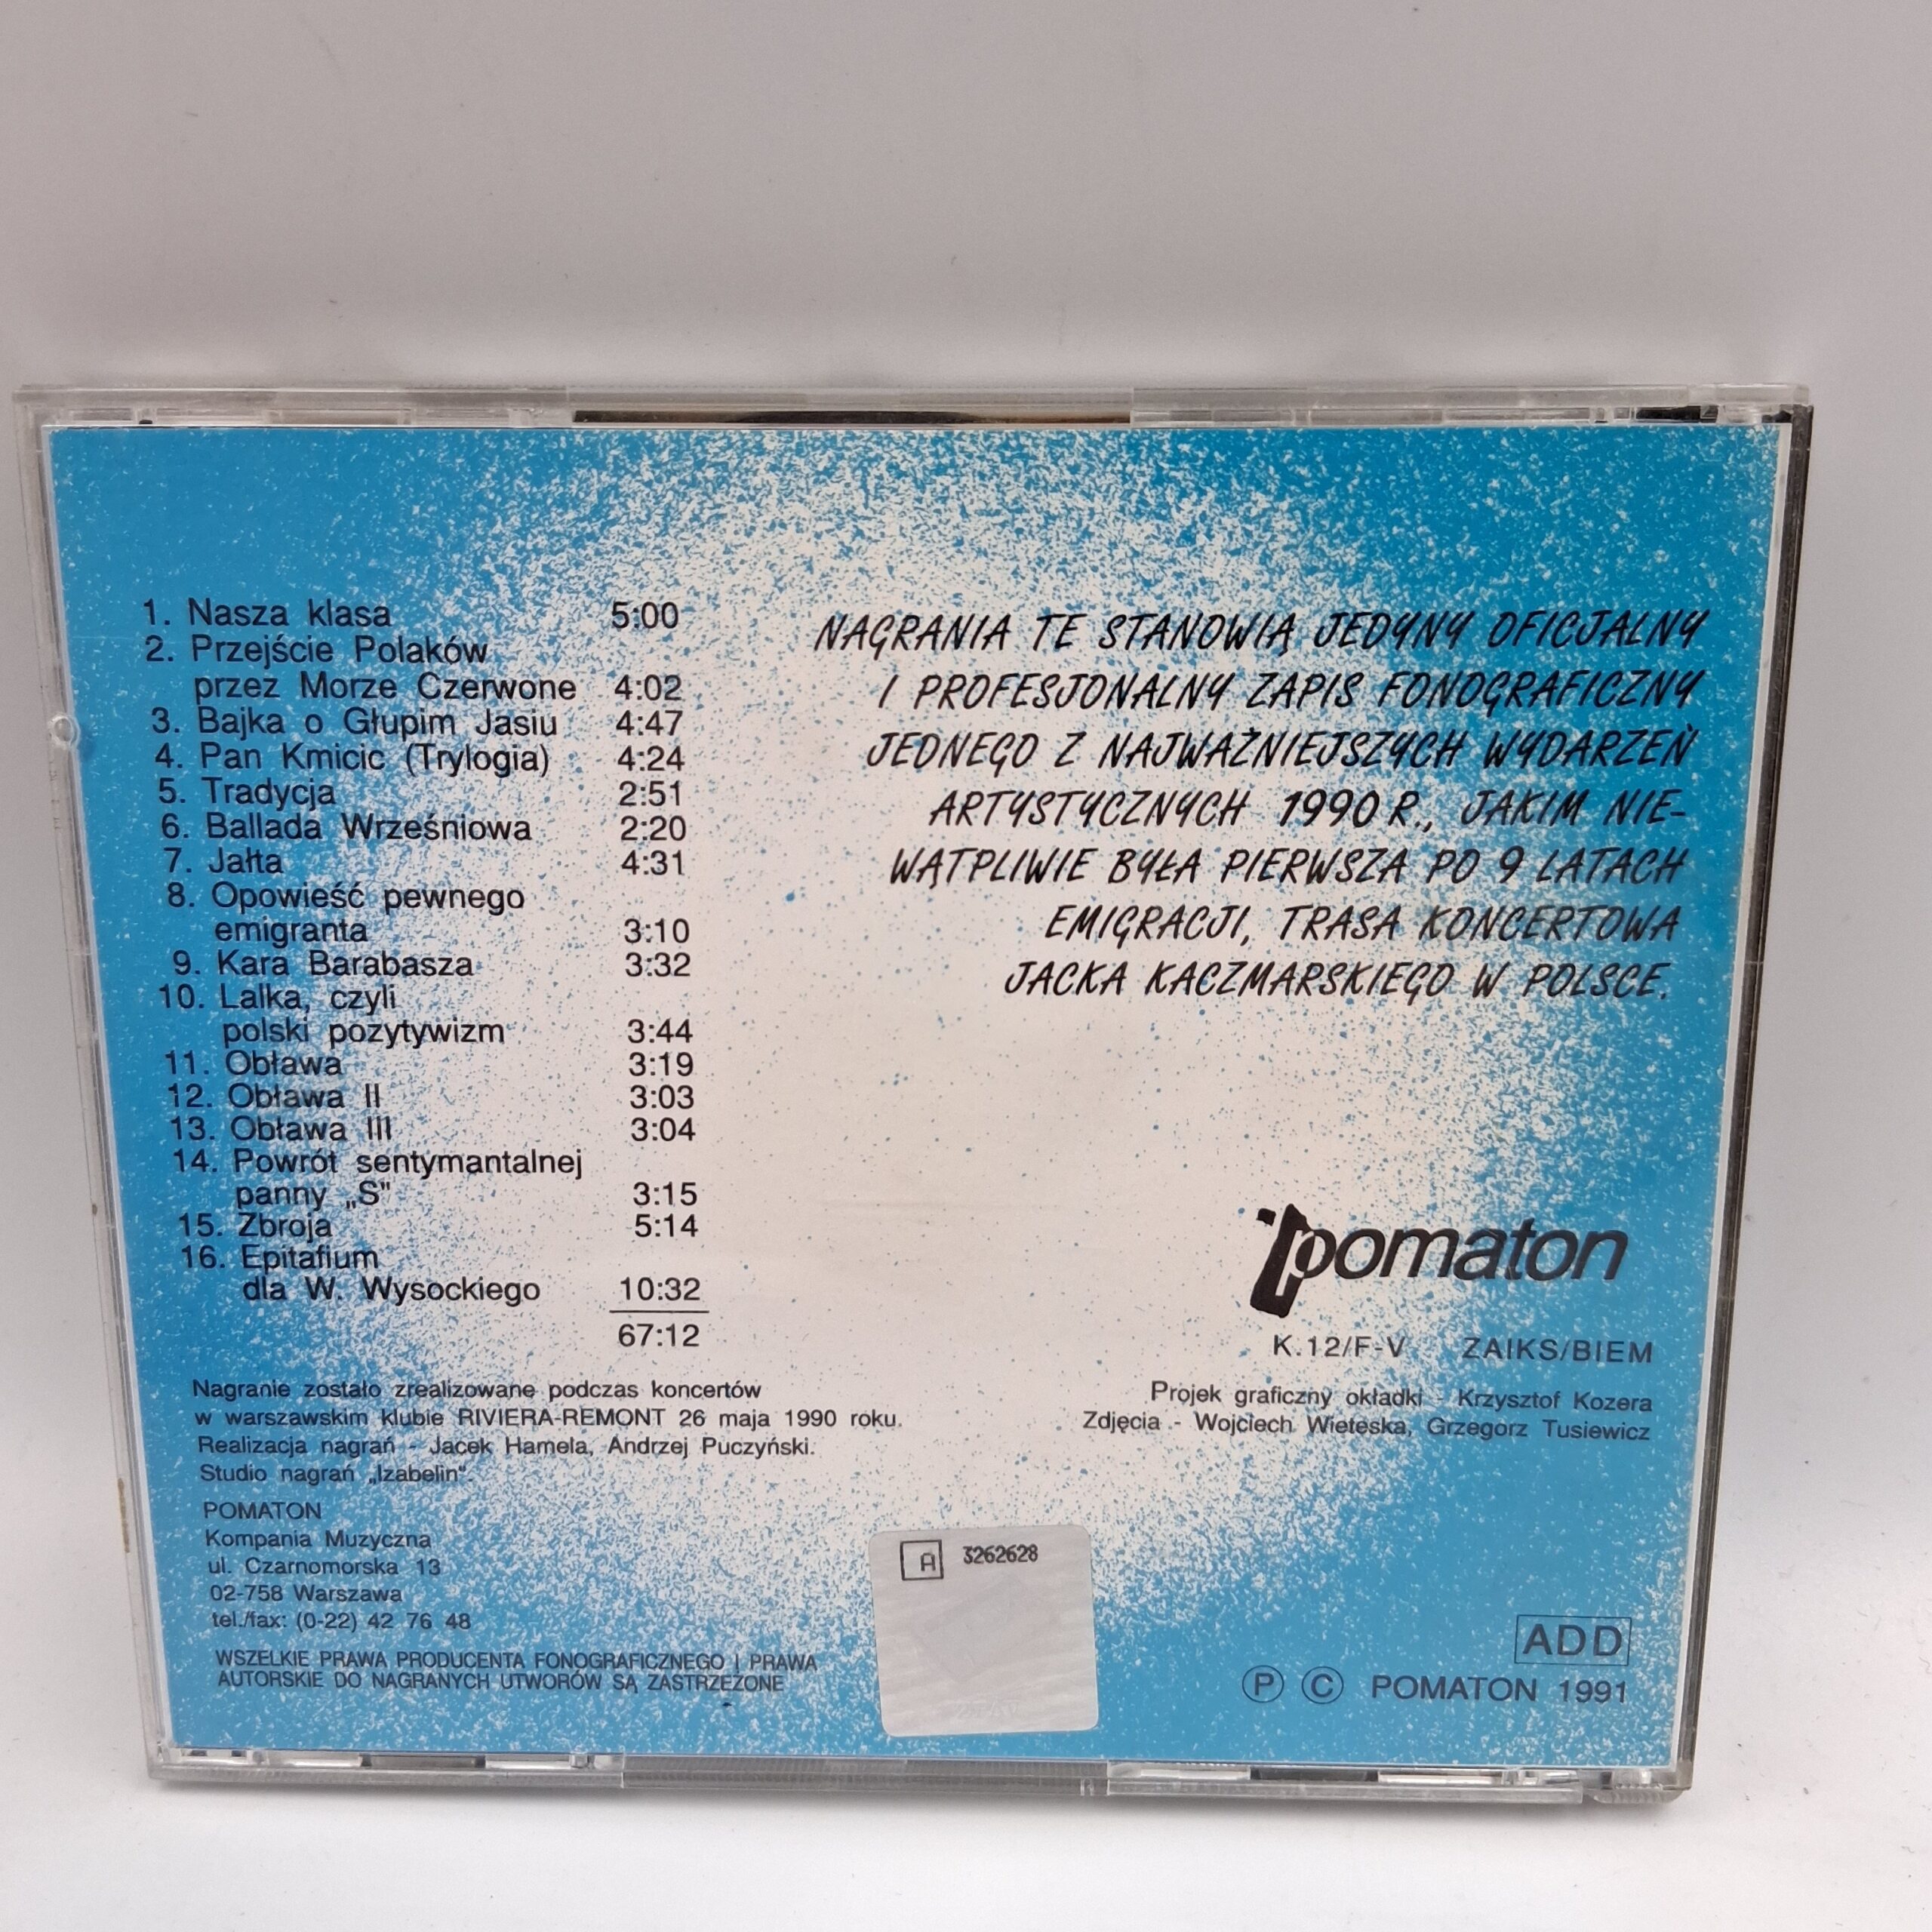 1. Nasza klasa 5:00
2. Przejście Polaków
przez Morze Czerwone 4:02
3. Bajka o Głupim Jasiu 4:47
4. Pan Kmicic (Trylogia) 4:24
5. Tradycja 2:51
6. Ballada Wrześniowa 2:20
7. Jałta 4:31
8. Opowieść pewnego
emigranta 3:10
9. Kara Barabasza 3:32
10. Lalka, czyli
polski pozytywizm 3:44
11. Obława 3:19
12. Obława II 3:03
13. Obława III 3:04
14. Powrót sentymantalnej
panny „S" 3:15
15. Zbroja 5:14
16. Epitafium
dla W. Wysockiego 10:32
67:12
NAGRANIA TE STANOWIĄ JEDYNY OFICJALNY
I PROFESJONALNY ZAPIS FONOGRAFICZNY
JEDNEGO Z NAJWAŻNIEJSZYCH WYDARZEŃ
ARTYSTYCZNYCH 1990 R., JAKIM NIE-
WĄTPLIWIE BYŁA PIERWSZA PO 9 LATACH
EMIGRACJI, TRASA KONCERTOWA
JACKA KACZMARSKIEGO W POLSCE.
pomaton
K.12/F-V ZAIKS/BIEM
Projek graficzny okładki - Krzysztof Kozera
Zdjęcia - Wojciech Wieteska, Grzegorz Tusiewicz
Nagranie zostało zrealizowane podczas koncertów
w warszawskim klubie RIVIERA-REMONT 26 maja 1990 roku.
Realizacja nagrań - Jacek Hamela, Andrzej Puczyński.
Studio nagrań „Izabelin".
POMATON
Kompania Muzyczna
ul. Czarnomorska 13
02-758 Warszawa
tel./fax: (0-22) 42 76 48
WSZELKIE PRAWA PRODUCENTA FONOGRAFICZNEGO I PRAWA
AUTORSKIE DO NAGRANYCH UTWORÓW SĄ ZASTRZEŻONE
A 3262628
ADD
Ⓟ Ⓒ POMATON 1991